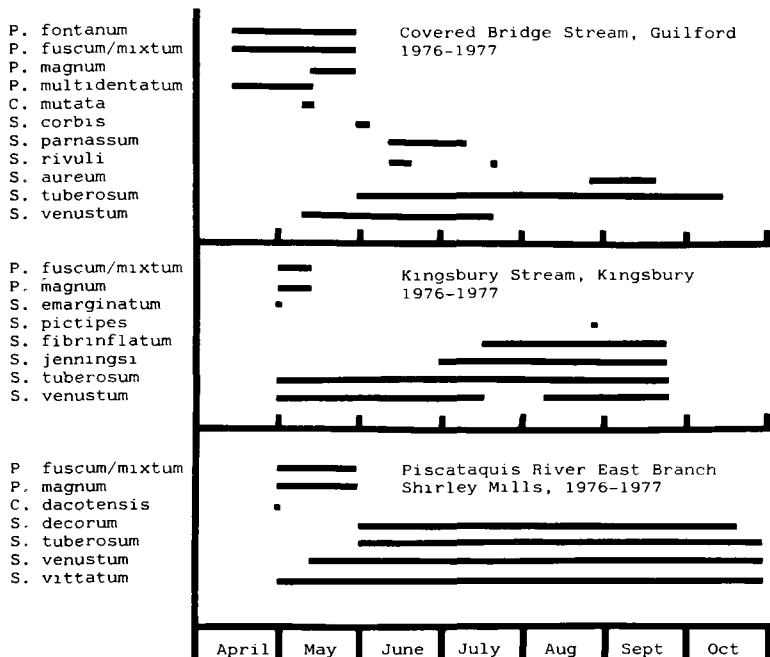 P. fontanum
P. fuscum/mixtum
P. magnum
P. multidentatum
C. mutata
S. corbis
S. parnassum
S. rivuli
S. aureum
S. tuberosum
S. venustum
Covered Bridge Stream, Guilford
1976-1977
P. fuscum/mixtum
P. magnum
S. emarginatum
S. pictipes
S. fibrinflatum
S. jenningsi
S. tuberosum
S. venustum
Kingsbury Stream, Kingsbury
1976-1977
P fuscum/mixtum
P. magnum
C. dacotensis
S. decorum
S. tuberosum
S. venustum
S. vittatum
Piscataquis River East Branch
Shirley Mills, 1976-1977
April May June July Aug Sept Oct